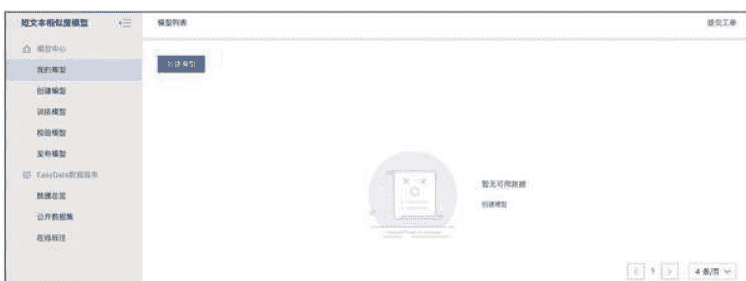 短文本相似度模型
模型列表
提交工单
模型中心
我的模型
创建模型
创建模型
训练模型
校验模型
发布模型
EasyData数据服务
数据总览
公开数据集
在线标注
暂无可用数据
创建模型
1
4 条/页